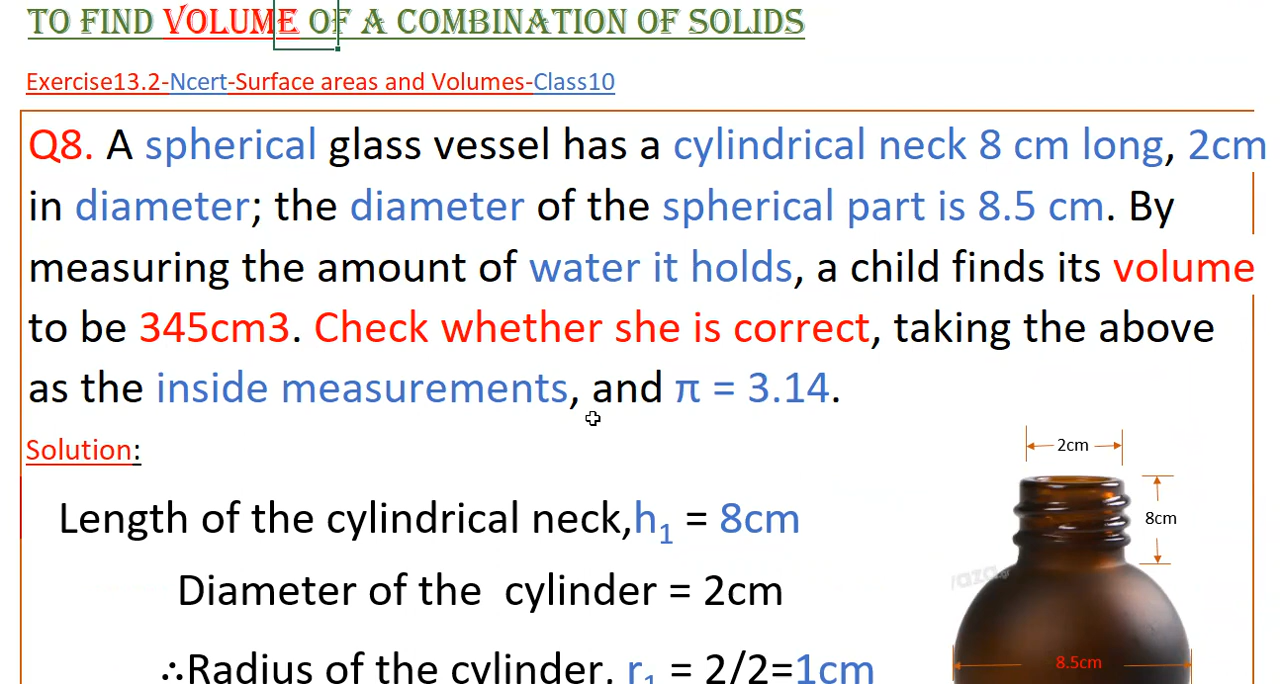 TO FIND VOLUME OF A COMBINATION OF SOLIDS
Exercise13.2-Ncert-Surface areas and Volumes-Class10
Q8. A spherical glass vessel has a cylindrical neck 8 cm long, 2cm
in diameter; the diameter of the spherical part is 8.5 cm. By
measuring the amount of water it holds, a child finds its volume
to be 345cm3. Check whether she is correct, taking the above
as the inside measurements, and π = 3.14.
Solution:
2cm
Length of the cylindrical neck,h₁ = 8cm
8cm
Diameter of the cylinder = 2cm
∴Radius of the cylinder, r₁ = 2/2=1cm
8.5cm